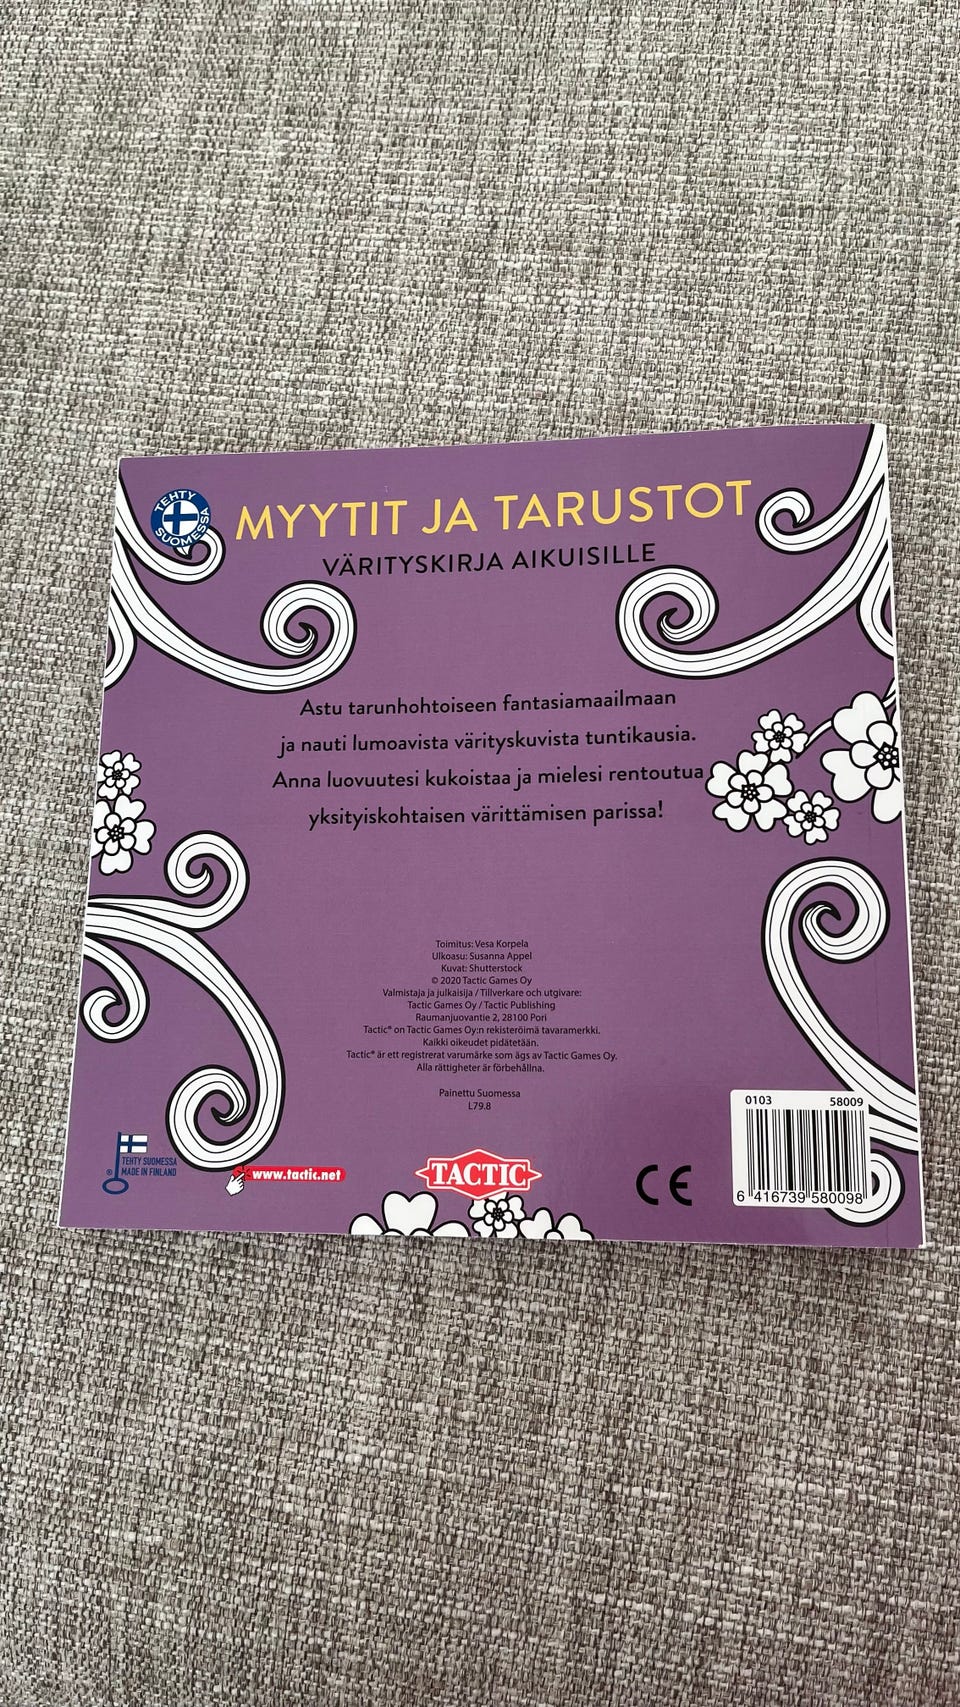 TEHTY SUOMESSA
MYYTIT JA TARUSTOT
VÄRITYSKIRJA AIKUISILLE
Astu tarunhohtoiseen fantasiamaailmaan
ja nauti lumoavista värityskuvista tuntikausia.
Anna luovuutesi kukoistaa ja mielesi rentoutua
yksityiskohtaisen värittämisen parissa!
Toimitus: Vesa Korpela
Ulkoasu: Susanna Appel
Kuvat: Shutterstock
© 2020 Tactic Games Oy
Valmistaja ja julkaisija / Tillverkare och utgivare:
Tactic Games Oy / Tactic Publishing
Raumanjuovantie 2, 28100 Pori
Tactic® on Tactic Games Oy:n rekisteröimä tavaramerkki.
Kaikki oikeudet pidätetään.
Tactic® är ett registrerat varumärke som ägs av Tactic Games Oy.
Alla rättigheter är förbehållna.
Painettu Suomessa
L79.8
® TEHTY SUOMESSA
MADE IN FINLAND
www.tactic.net
TACTIC
CE
0103 58009
6 416739 580098